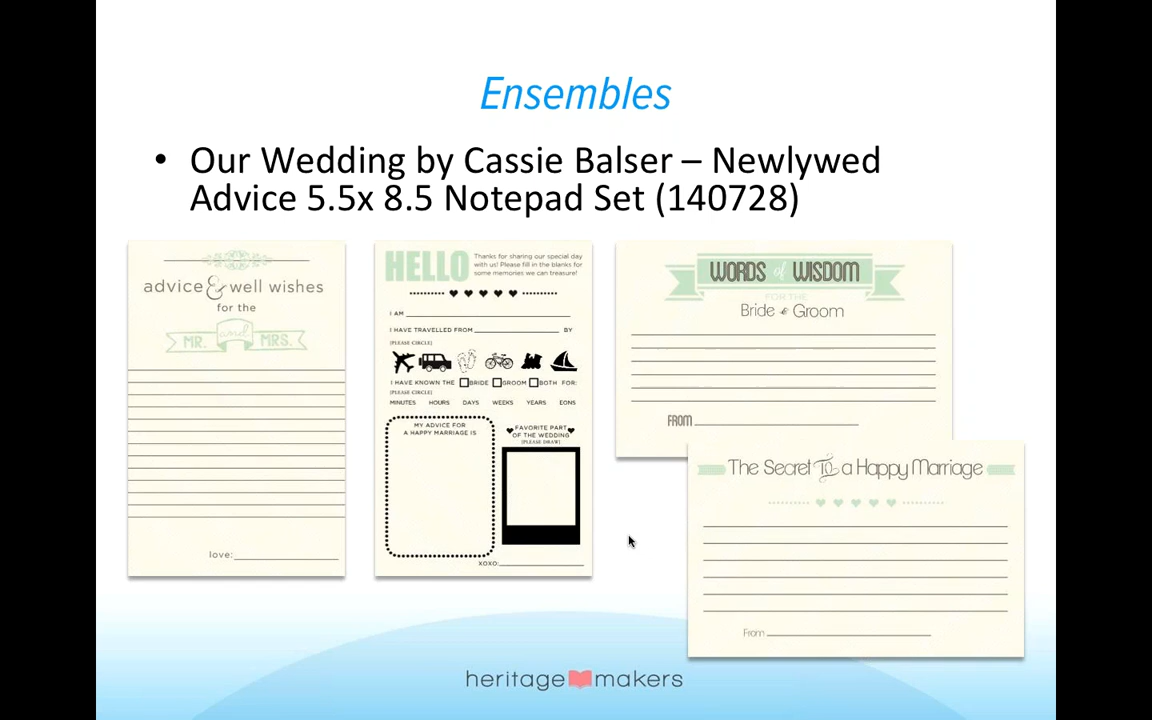 Ensembles
• Our Wedding by Cassie Balser – Newlywed
Advice 5.5x 8.5 Notepad Set (140728)
advice & well wishes
for the
MR. and MRS.
love:
HELLO
Thanks for sharing our special day
with us! Please fill in the blanks for
some memories we can treasure!
I AM
I HAVE TRAVELLED FROM BY
[PLEASE CIRCLE]
I HAVE KNOWN THE BRIDE GROOM BOTH FOR:
[PLEASE CIRCLE]
MINUTES HOURS DAYS WEEKS YEARS EONS
MY ADVICE FOR
A HAPPY MARRIAGE IS
FAVORITE PART
OF THE WEDDING
[PLEASE DRAW]
XOXO:
WORDS of WISDOM
FOR THE
Bride & Groom
FROM
The Secret To a Happy Marriage
From
heritage makers